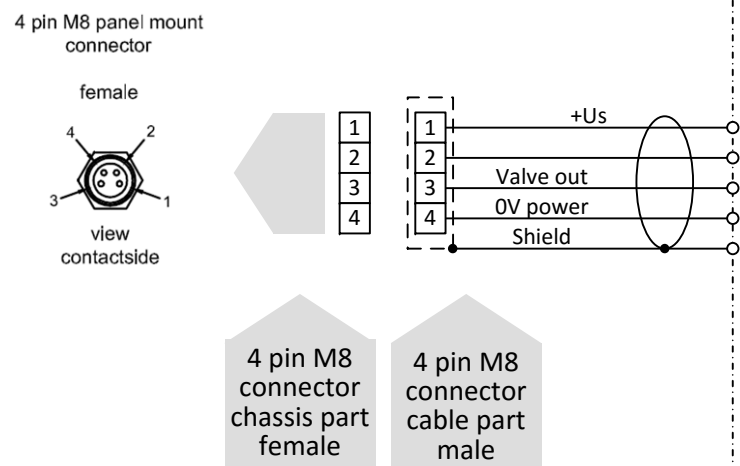 4 pin M8 panel mount
connector
female
4 2
3 1
view
contactside
1
2
3
4
1
2
3
4
+Us
Valve out
0V power
Shield
4 pin M8
connector
chassis part
female
4 pin M8
connector
cable part
male